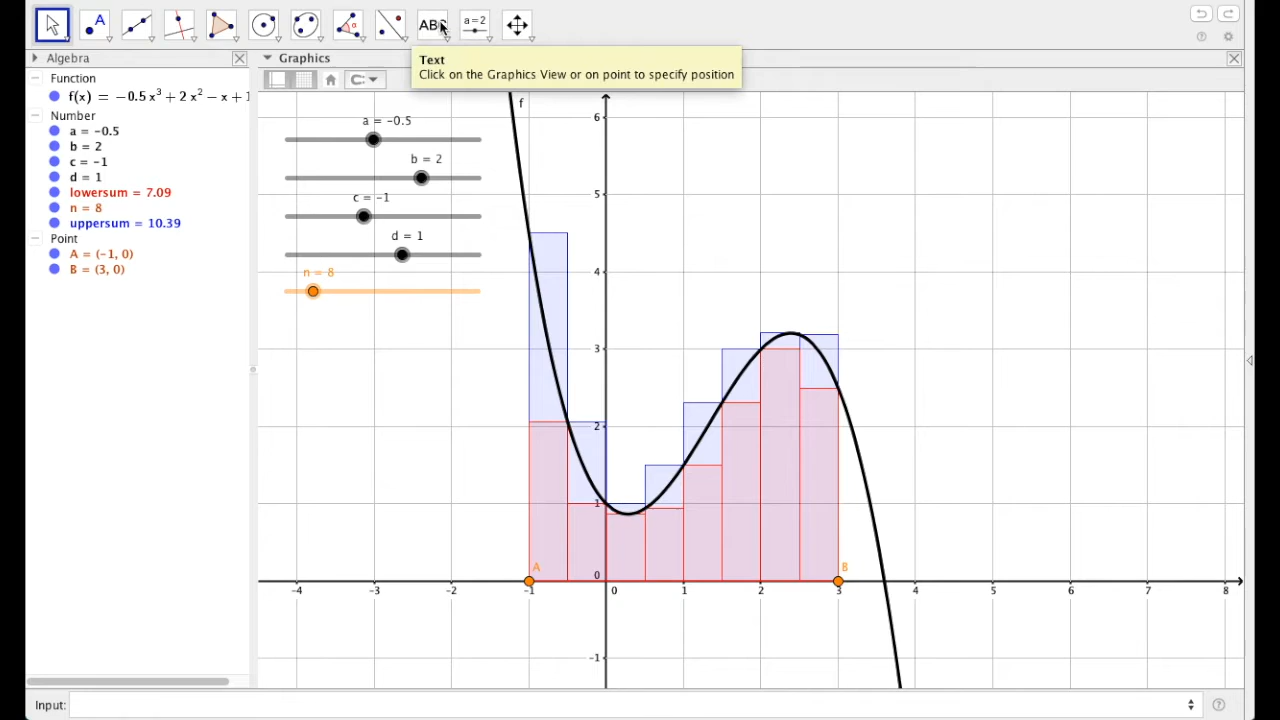 A
α
ABC
a=2
Algebra
Graphics
Text
Click on the Graphics View or on point to specify position
Function
f(x) = −0.5 x³ + 2 x² − x + 1
Number
a = −0.5
b = 2
c = −1
d = 1
lowersum = 7.09
n = 8
uppersum = 10.39
Point
A = (−1, 0)
B = (3, 0)
a = −0.5
b = 2
c = −1
d = 1
n = 8
f
6
5
4
3
2
1
0
−1
A
B
−4
−3
−2
−1
0
1
2
3
4
5
6
7
8
Input: